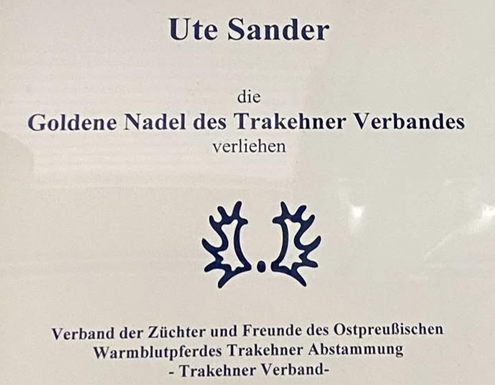 Ute Sander
die
Goldene Nadel des Trakehner Verbandes
verliehen
Verband der Züchter und Freunde des Ostpreußischen
Warmblutpferdes Trakehner Abstammung
- Trakehner Verband-